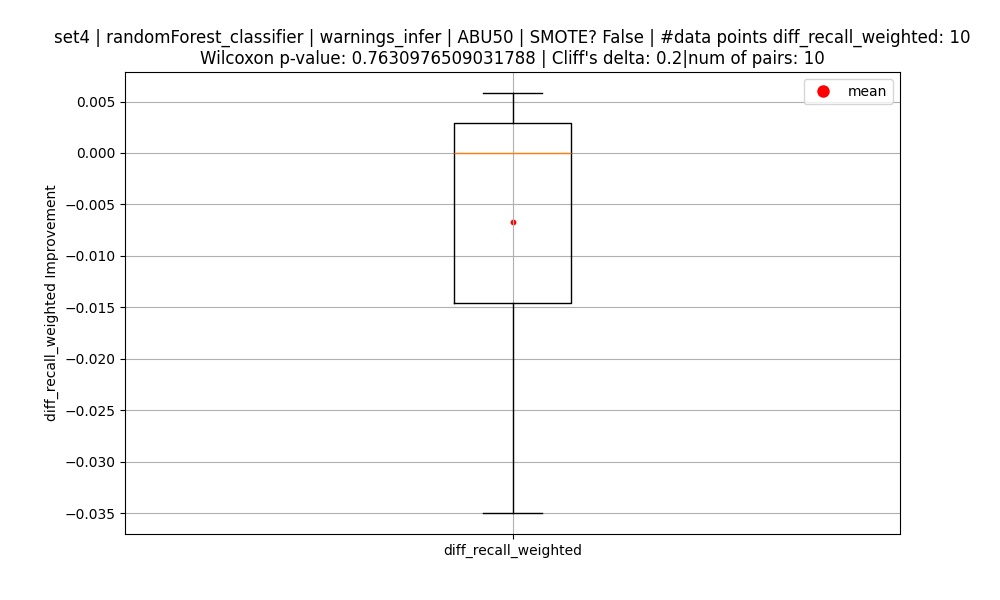 set4 | randomForest_classifier | warnings_infer | ABU50 | SMOTE? False | #data points diff_recall_weighted: 10
Wilcoxon p-value: 0.7630976509031788 | Cliff's delta: 0.2|num of pairs: 10
mean
0.005
0.000
−0.005
−0.010
−0.015
−0.020
−0.025
−0.030
−0.035
diff_recall_weighted Improvement
diff_recall_weighted